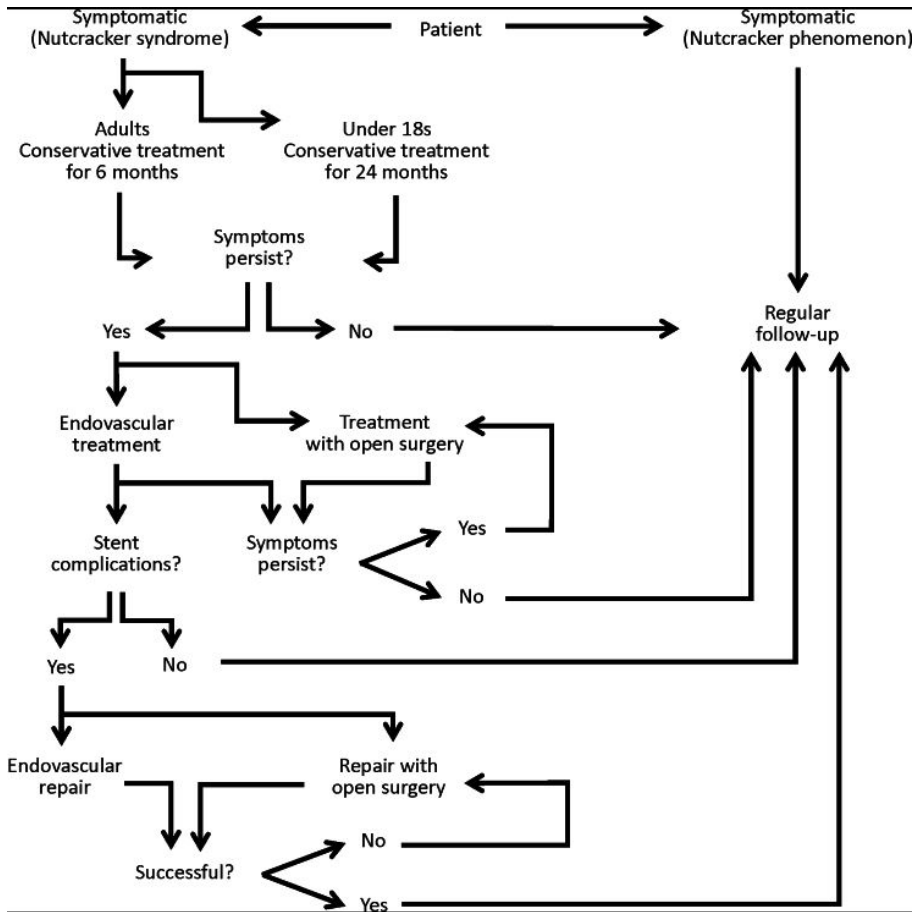 Symptomatic
(Nutcracker syndrome)
Patient
Symptomatic
(Nutcracker phenomenon)
Adults
Conservative treatment
for 6 months
Under 18s
Conservative treatment
for 24 months
Symptoms
persist?
Yes
No
Regular
follow-up
Endovascular
treatment
Treatment
with open surgery
Stent
complications?
Symptoms
persist?
Yes
No
Yes
No
Endovascular
repair
Repair with
open surgery
Successful?
No
Yes